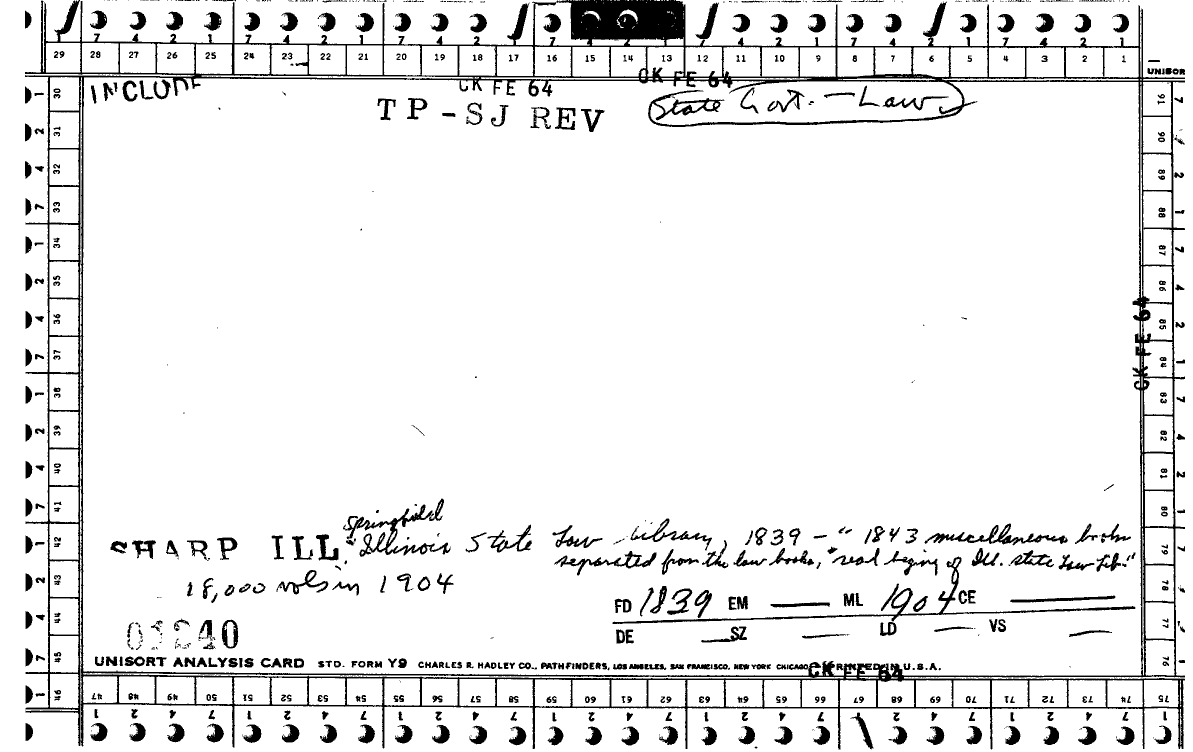 7 4 2 1 7 4 2 1 7 4 2 1 7 4 2 1 7 4 2 1 7 4 2 1 7 4 2 1
29 28 27 26 25 24 23 22 21 20 19 18 17 16 15 14 13 12 11 10 9 8 7 6 5 4 3 2 1
UNISOR
INCLUDE CK FE 64 CK FE 64
TP-SJ REV State Govt. — Law
30 31 32 33 34 35 36 37 38 39 40 41 42 43 44 45 46
91 90 89 88 87 86 85 84 83 82 81 80 79 78 77 76 75
CK FE 64
Springfield
SHARP ILL. "Illinois State Law Library, 1839 — " 1843 miscellaneous books
separated from the law books, "real begin'g of Ill. State Law Lib."
18,000 vols in 1904
FD 1839 EM ML 1904 CE
DE SZ LD VS
01240
UNISORT ANALYSIS CARD STD. FORM Y9 CHARLES R. HADLEY CO., PATHFINDERS, LOS ANGELES, SAN FRANCISCO, NEW YORK CHICAGO PRINTED IN U.S.A.
CK FE 64
47 48 49 50 51 52 53 54 55 56 57 58 59 60 61 62 63 64 65 66 67 68 69 70 71 72 73 74 75
1 2 4 7 1 2 4 7 1 2 4 7 1 2 4 7 1 2 4 7 1 2 4 7 1 2 4 7 1